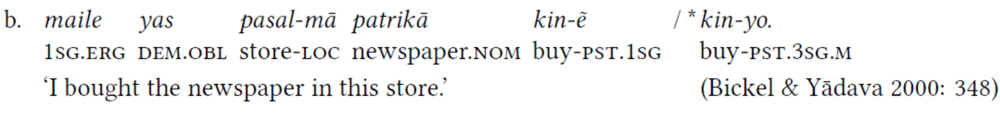 b. maile yas pasal-mā patrikā kin-ẽ / *kin-yo.
1SG.ERG DEM.OBL store-LOC newspaper.NOM buy-PST.1SG buy-PST.3SG.M
‘I bought the newspaper in this store.’ (Bickel & Yādava 2000: 348)